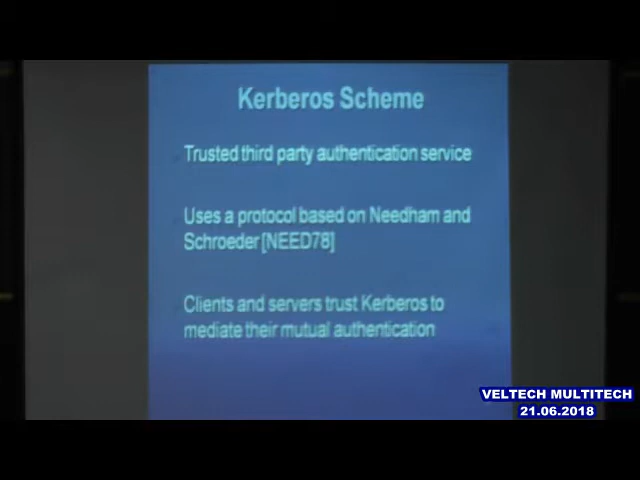 Kerberos Scheme
Trusted third party authentication service
Uses a protocol based on Needham and
Schroeder [NEED78]
Clients and servers trust Kerberos to
mediate their mutual authentication
VELTECH MULTITECH
21.06.2018